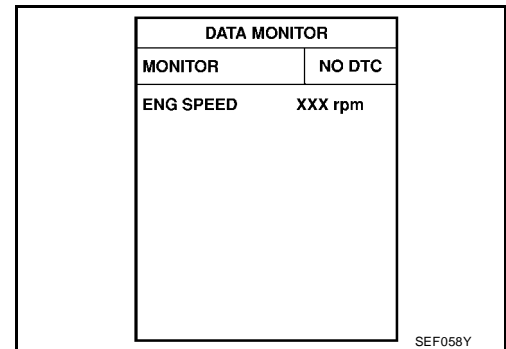 DATA MONITOR
MONITOR NO DTC
ENG SPEED XXX rpm
SEF058Y